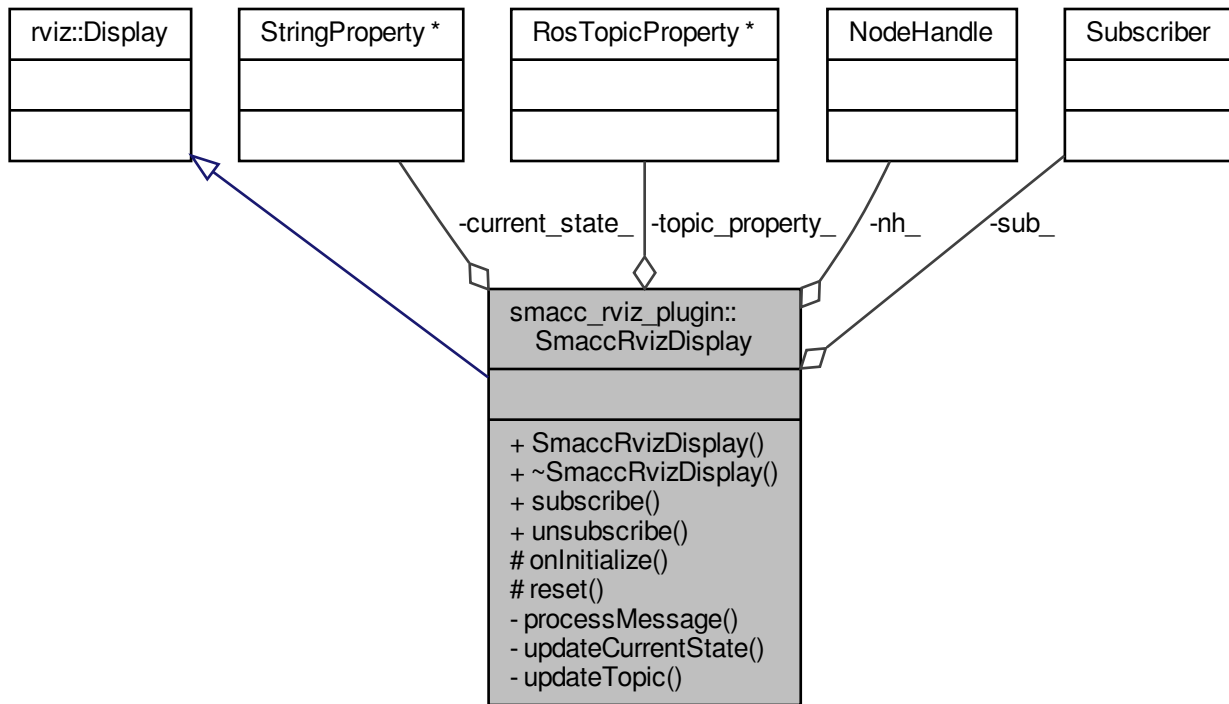 rviz::Display
StringProperty *
RosTopicProperty *
NodeHandle
Subscriber
-current_state_
-topic_property_
-nh_
-sub_
smacc_rviz_plugin::
SmaccRvizDisplay
+ SmaccRvizDisplay()
+ ~SmaccRvizDisplay()
+ subscribe()
+ unsubscribe()
# onInitialize()
# reset()
- processMessage()
- updateCurrentState()
- updateTopic()